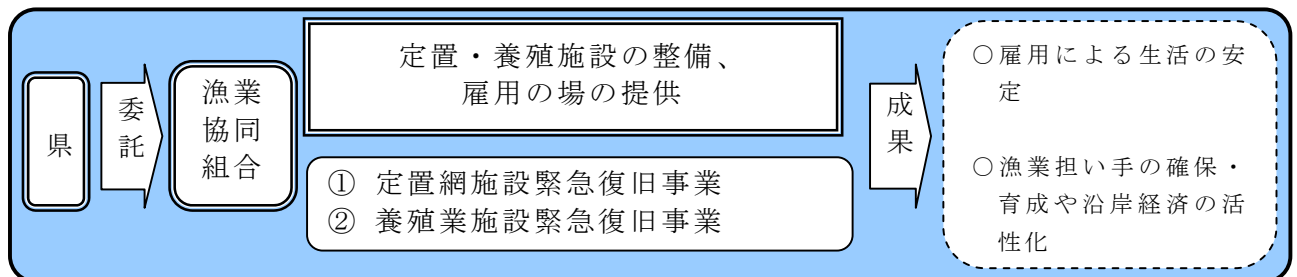 県
委託
漁業
協同
組合
定置・養殖施設の整備、
雇用の場の提供
① 定置網施設緊急復旧事業
② 養殖業施設緊急復旧事業
成果
○雇用による生活の安
定
○漁業担い手の確保・
育成や沿岸経済の活
性化